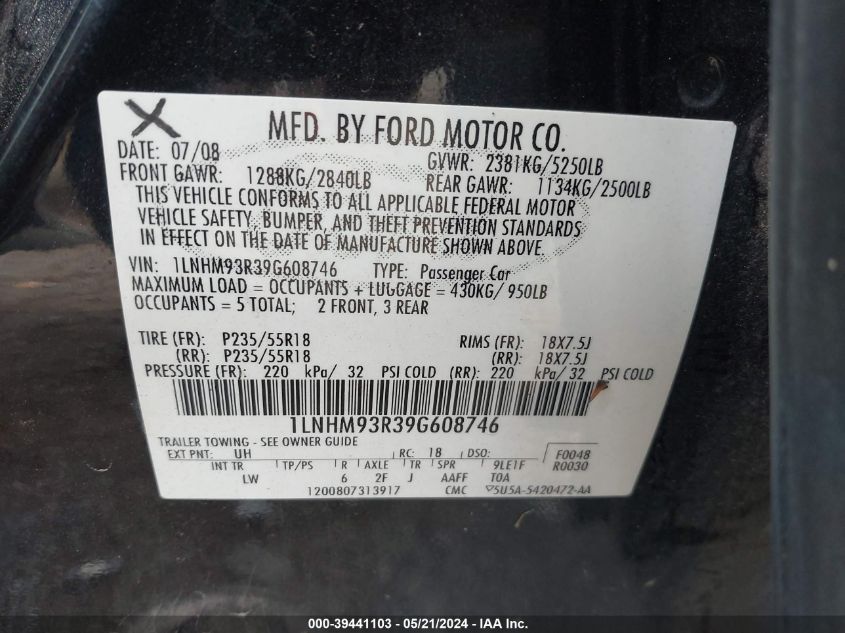 X
MFD. BY FORD MOTOR CO.
DATE: 07/08 GVWR: 2381KG/5250LB
FRONT GAWR: 1288KG/2840LB REAR GAWR: 1134KG/2500LB
THIS VEHICLE CONFORMS TO ALL APPLICABLE FEDERAL MOTOR
VEHICLE SAFETY, BUMPER, AND THEFT PREVENTION STANDARDS
IN EFFECT ON THE DATE OF MANUFACTURE SHOWN ABOVE.
VIN: 1LNHM93R39G608746 TYPE: Passenger Car
MAXIMUM LOAD = OCCUPANTS + LUGGAGE = 430KG/ 950LB
OCCUPANTS = 5 TOTAL; 2 FRONT, 3 REAR
TIRE (FR): P235/55R18 RIMS (FR): 18X7.5J
(RR): P235/55R18 (RR): 18X7.5J
PRESSURE (FR): 220 kPa/ 32 PSI COLD (RR): 220 kPa/ 32 PSI COLD
1LNHM93R39G608746
TRAILER TOWING - SEE OWNER GUIDE
EXT PNT: UH RC: 18 DSO: F0048
INT TR TP/PS R AXLE TR SPR 9LE1F R0030
LW 6 2F J AAFF TOA
1200807313917 CMC 5U5A-5420472-AA
000-39441103 - 05/21/2024 - IAA Inc.